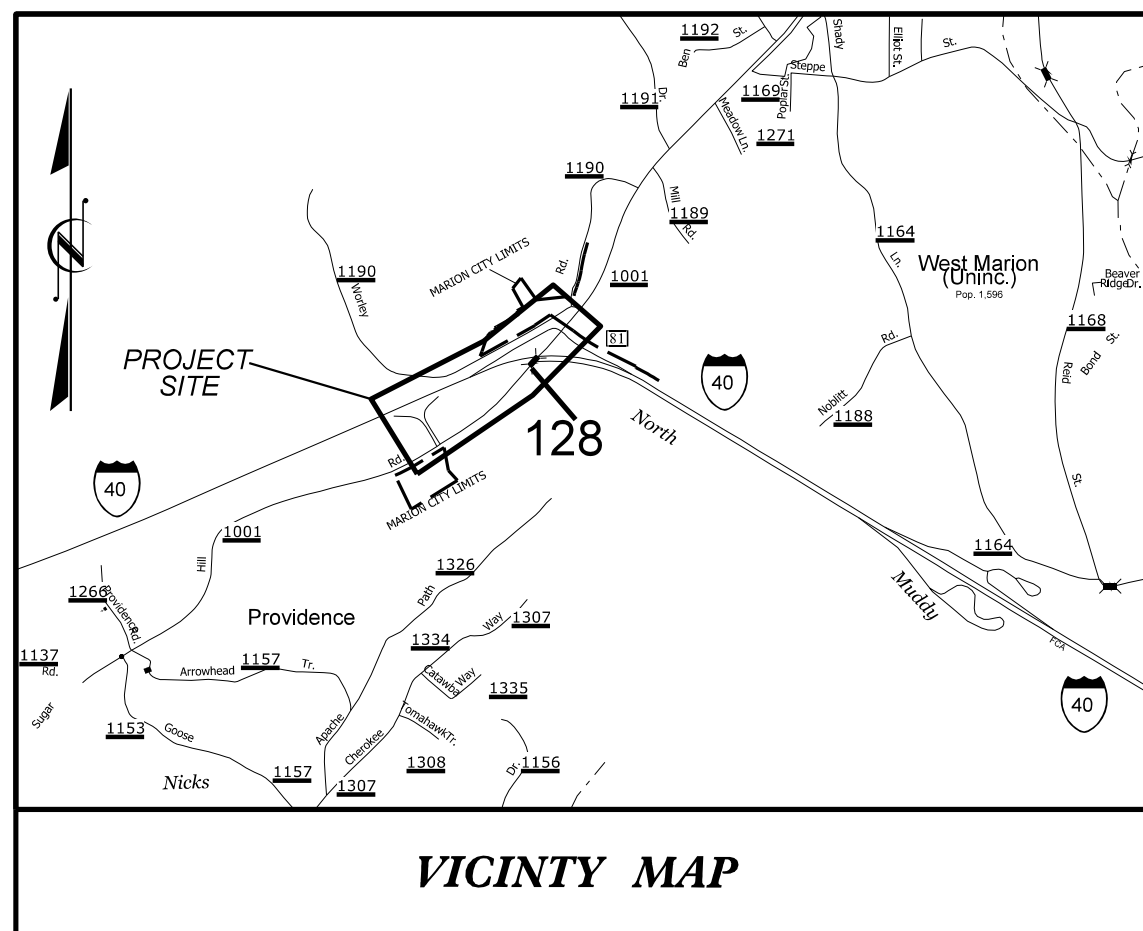 1192
Ben
St.
Shady
Elliot St.
St.
Steppe
1191
Dr.
1169
Poplar St.
Meadow Ln.
1271
1190
Mill
Rd.
1189
1164
Ln.
West Marion
(Uninc.)
Pop. 1,596
Beaver
Ridge Dr.
N
MARION CITY LIMITS
Rd.
1001
1190
Worley
81
1168
Bond St.
Reid
St.
PROJECT
SITE
40
Rd.
Noblitt
1188
North
128
40
Rd.
MARION CITY LIMITS
1001
Hill
1164
Muddy
FCA
1326
Path
1266
Providence
Rd.
Providence
1307
Way
1334
1137
Rd.
Arrowhead
1157
Tr.
Catawba
Way
1335
40
Sugar
1153
Goose
Apache
Cherokee
Tomahawk Tr.
Nicks
1157
1307
1308
Dr.
1156
VICINTY MAP